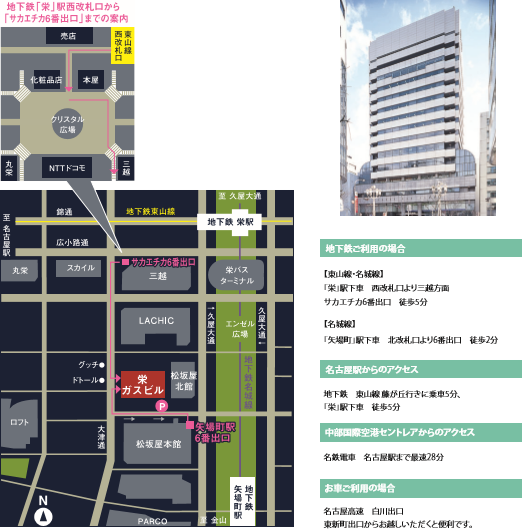 地下鉄「栄」駅西改札口から
「サカエチカ6番出口」までの案内
売店
東山線
西改札口
化粧品店
本屋
クリスタル
広場
丸栄
NTTドコモ
三越
至 久屋大通
錦通
地下鉄東山線
地下鉄 栄駅
至 名古屋駅
広小路通
サカエチカ6番出口
丸栄
スカイル
三越
栄バス
ターミナル
LACHIC
↑久屋大通
エンゼル
広場
久屋大通↓
グッチ
ドトール
栄
ガスビル
松坂屋
北館
地下鉄名城線
P
ロフト
大津通
矢場町駅
6番出口
松坂屋本館
地下鉄
矢場町駅
N
PARCO
至 金山
地下鉄ご利用の場合
【東山線・名城線】
「栄」駅下車 西改札口より三越方面
サカエチカ6番出口 徒歩5分
【名城線】
「矢場町」駅下車 北改札口より6番出口 徒歩2分
名古屋駅からのアクセス
地下鉄 東山線 藤が丘行きに乗車5分、
「栄」駅下車 徒歩5分
中部国際空港セントレアからのアクセス
名鉄電車 名古屋駅まで最速28分
お車ご利用の場合
名古屋高速 白川出口
東新町出口からお越しいただくと便利です。